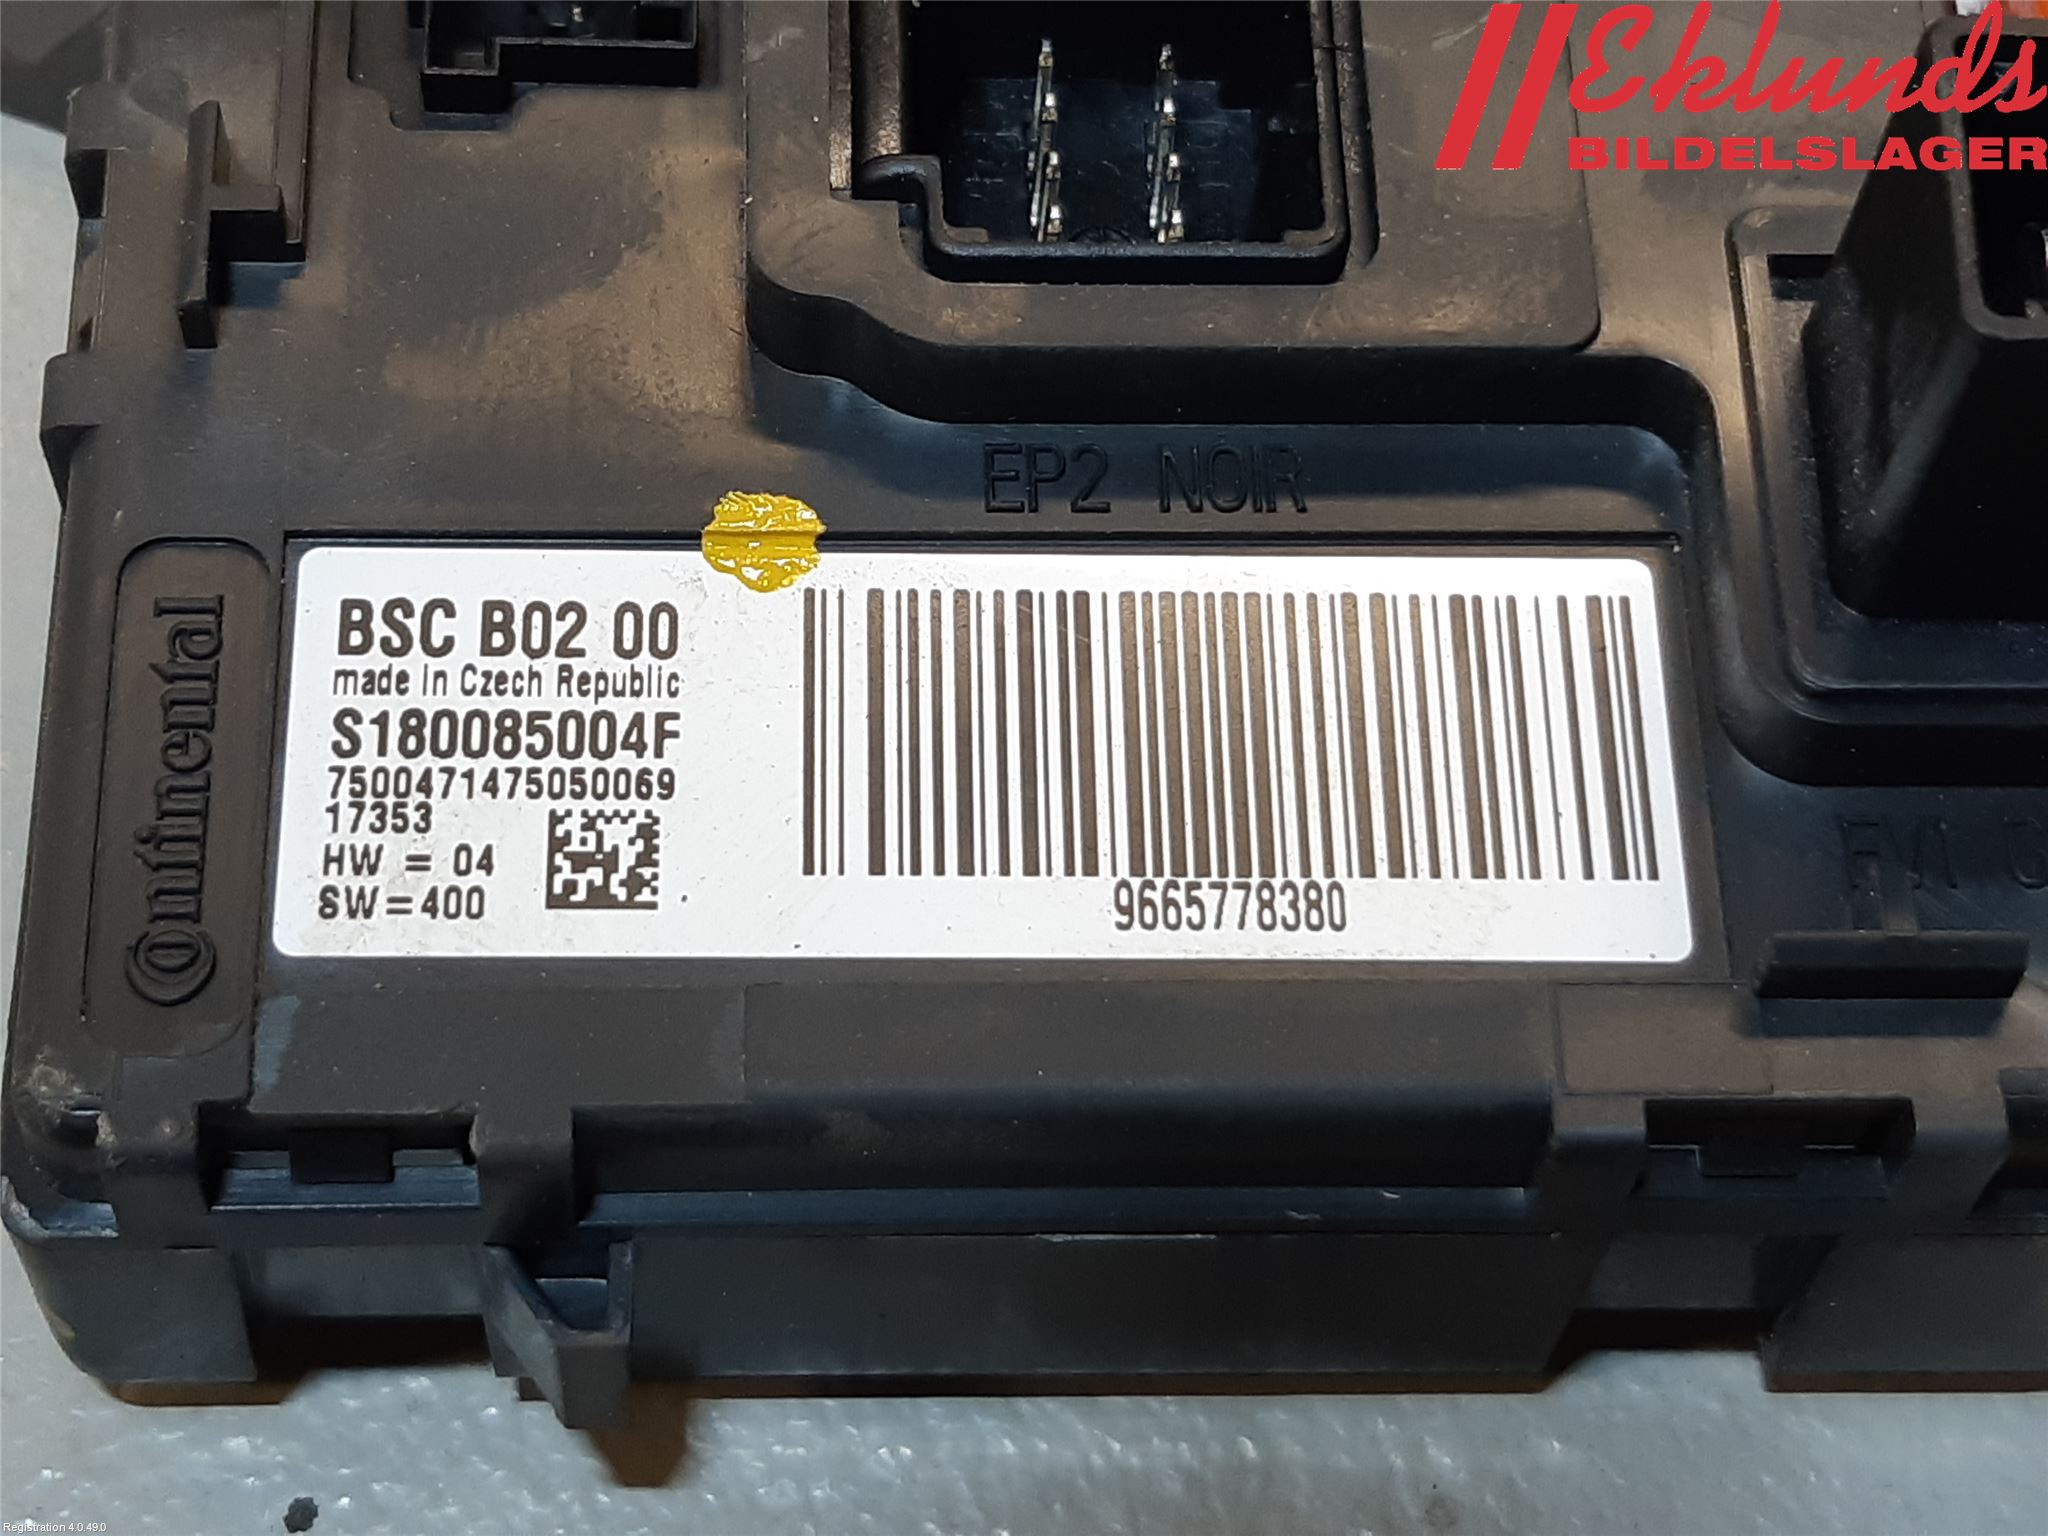 Eklunds
BILDELSLAGER
EP2 NOIR
Continental
BSC B02 00
made in Czech Republic
S180085004F
7500471475050069
17353
HW = 04
SW=400
9665778380
Registration 4.0.49.0